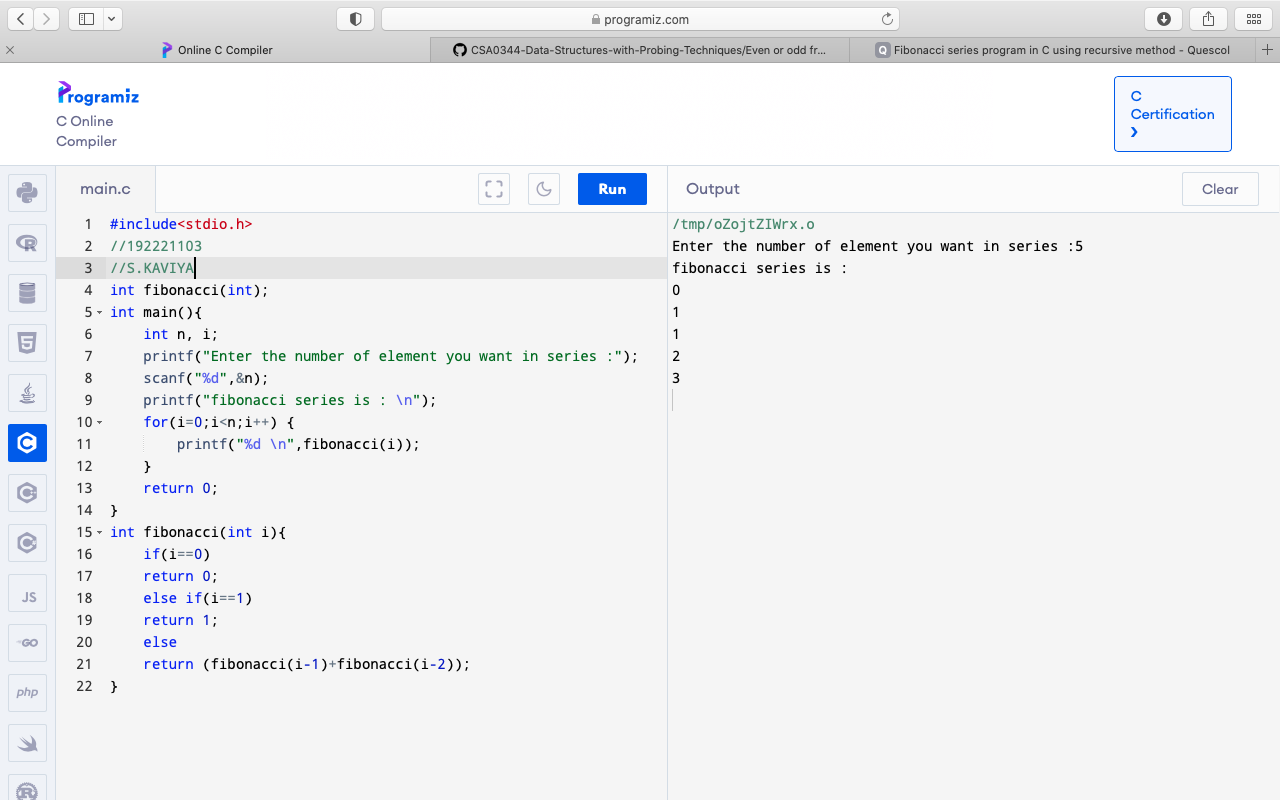 programiz.com
Online C Compiler
CSA0344-Data-Structures-with-Probing-Techniques/Even or odd fr...
Q Fibonacci series program in C using recursive method - Quescol
Programiz
C Online
Compiler
C
Certification
main.c
Run
Output
Clear
1 #include<stdio.h>
2 //192221103
3 //S.KAVIYA
4 int fibonacci(int);
5 int main(){
6 int n, i;
7 printf("Enter the number of element you want in series :");
8 scanf("%d",&n);
9 printf("fibonacci series is : \n");
10 for(i=0;i<n;i++) {
11 printf("%d \n",fibonacci(i));
12 }
13 return 0;
14 }
15 int fibonacci(int i){
16 if(i==0)
17 return 0;
18 else if(i==1)
19 return 1;
20 else
21 return (fibonacci(i-1)+fibonacci(i-2));
22 }
/tmp/oZojtZIWrx.o
Enter the number of element you want in series :5
fibonacci series is :
0
1
1
2
3
R
5
C
C
C
JS
GO
php
R